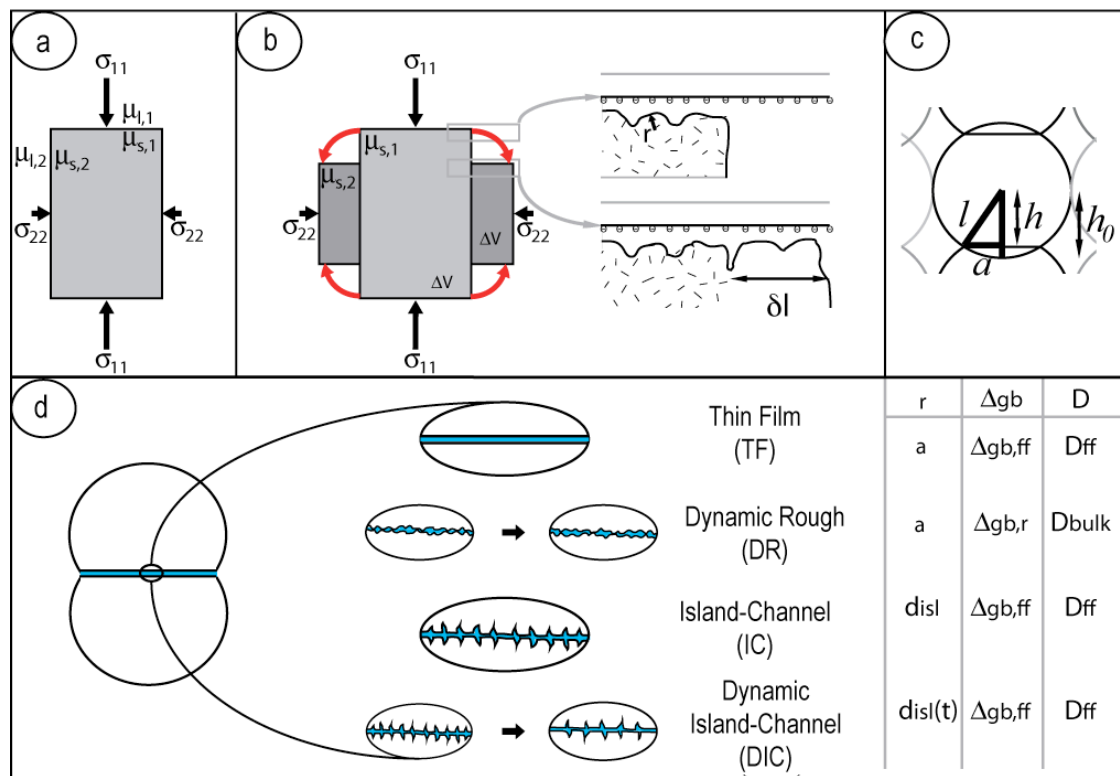 a
σ11
μl,1
μs,1
μl,2 μs,2
σ22 σ22
σ11
b
σ11
μs,1
μs,2
σ22 σ22
ΔV
ΔV
σ11
r
δl
c
l h h0
a
d
Thin Film
(TF)
Dynamic Rough
(DR)
Island-Channel
(IC)
Dynamic
Island-Channel
(DIC)
r Δgb D
a Δgb,ff Dff
a Δgb,r Dbulk
disl Δgb,ff Dff
disl(t) Δgb,ff Dff